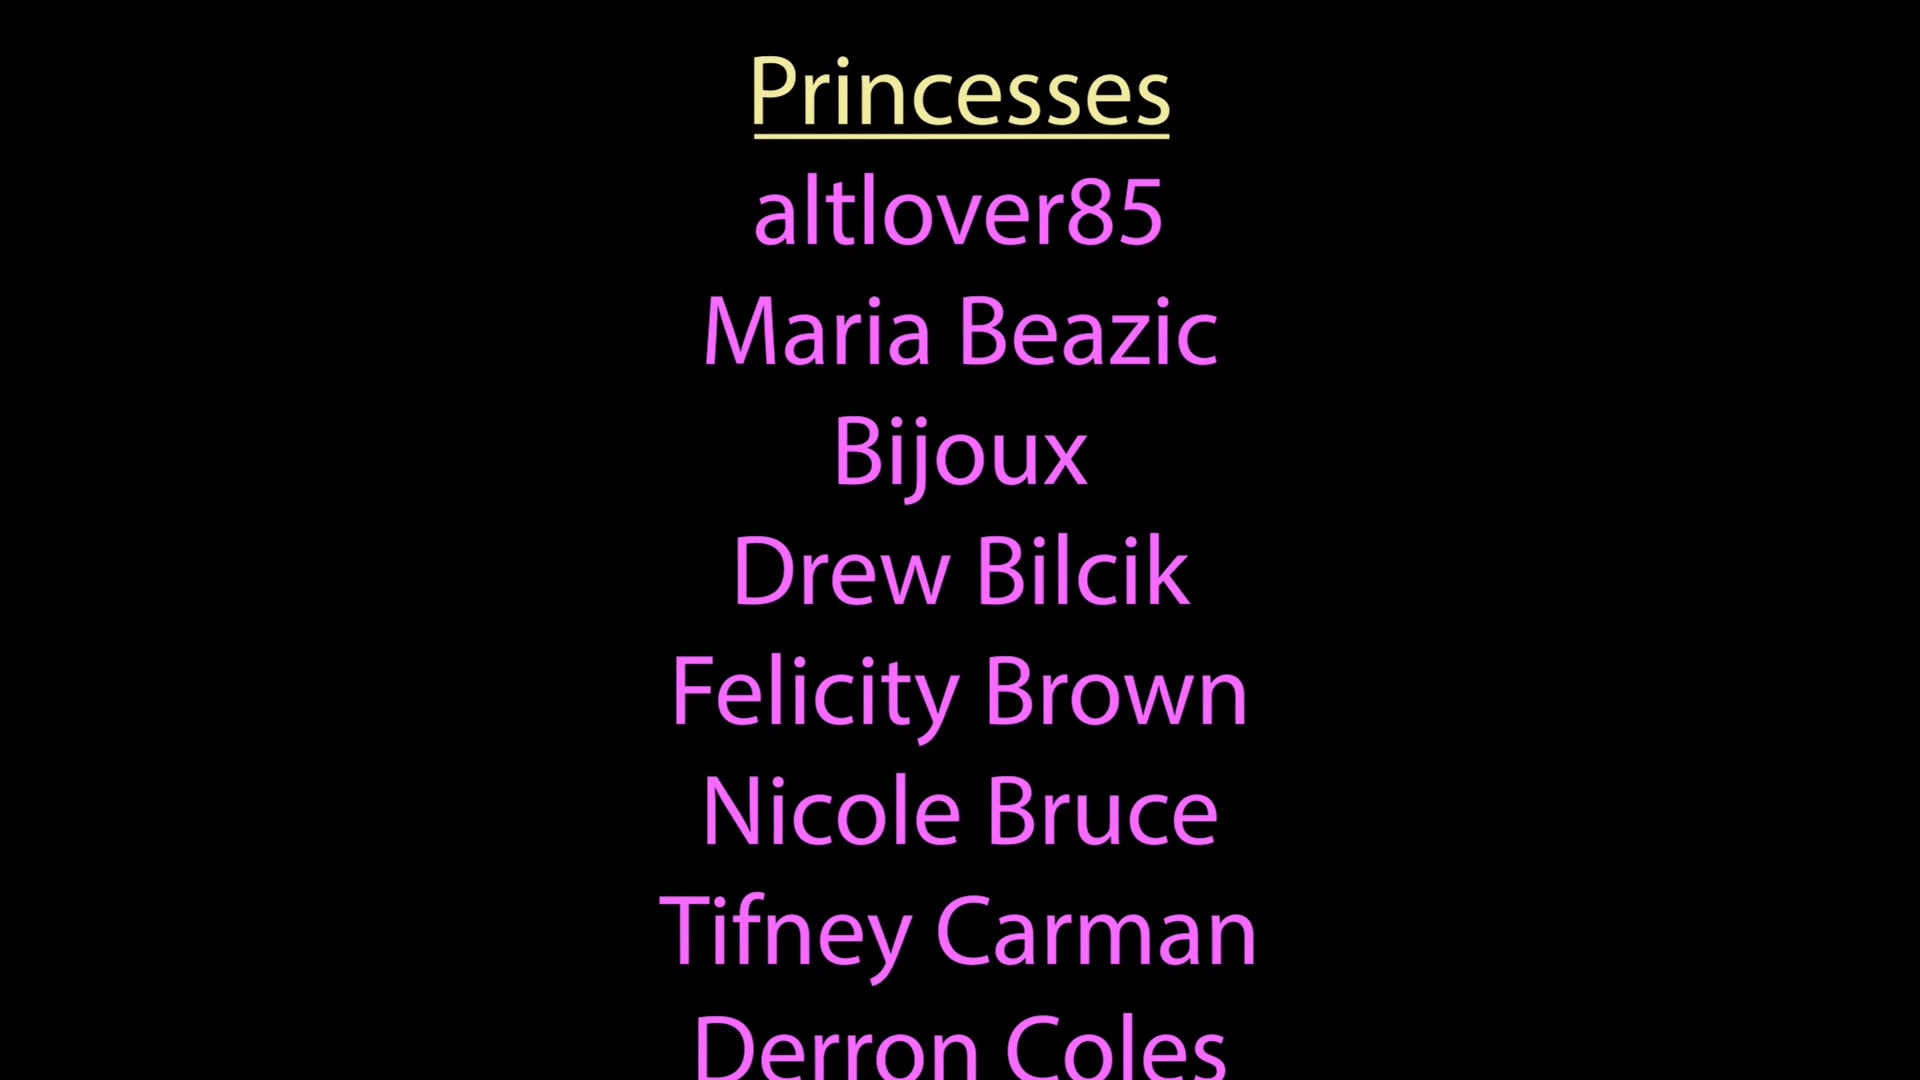 Princesses
altlover85
Maria Beazic
Bijoux
Drew Bilcik
Felicity Brown
Nicole Bruce
Tifney Carman
Derron Coles